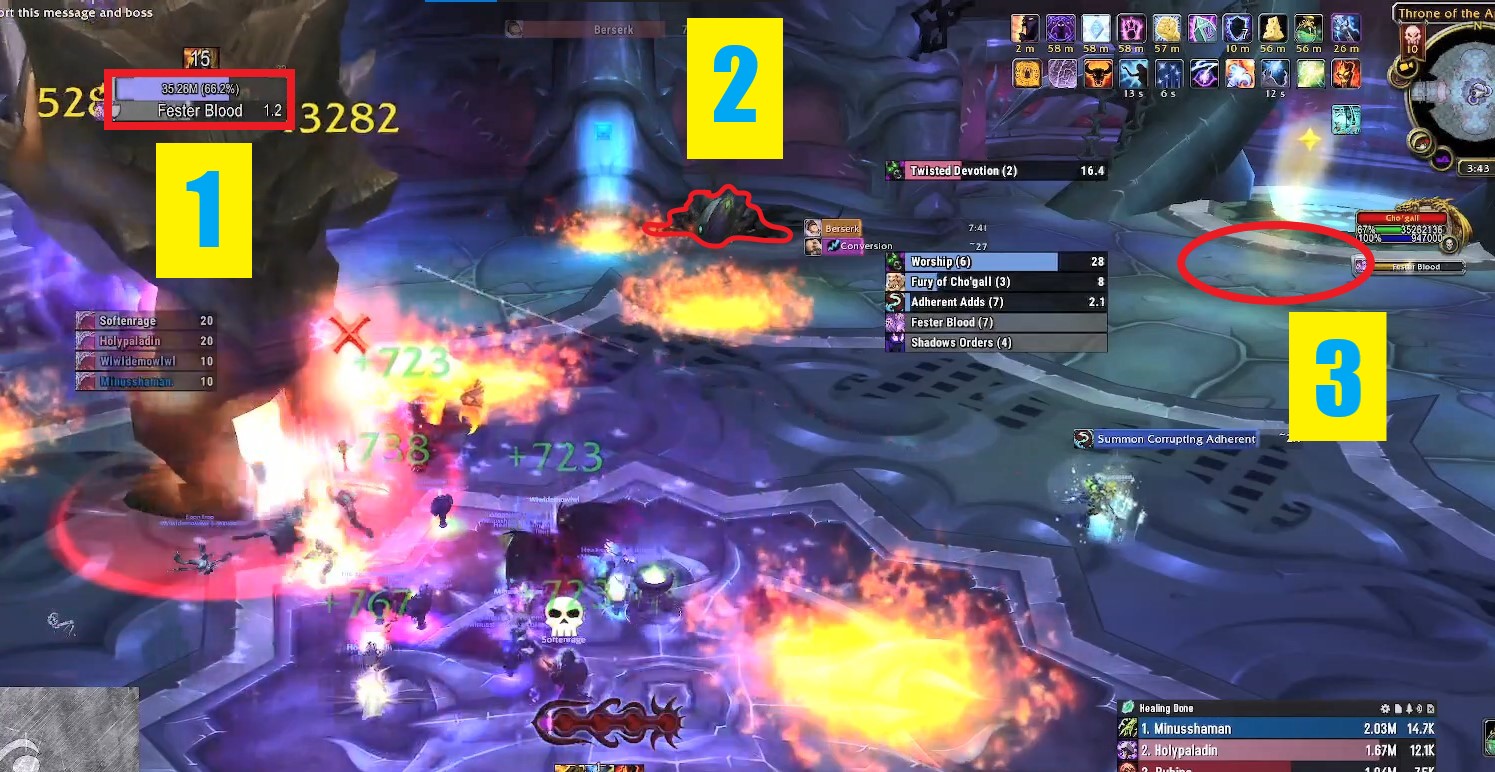 ort this message and boss
Berserk
7
2 m 58 m 58 m 58 m 57 m 10 m 56 m 56 m 26 m
13 s 6 s 12 s
Throne of the A
N
10
3:43
15
35.26M (66.2%)
Fester Blood 1.2
528
3282
1
2
3
Twisted Devotion (2) 16.4
Berserk 7:41
Conversion ~27
Worship (6) 28
Fury of Cho'gall (3) 8
Adherent Adds (7) 2.1
Fester Blood (7)
Shadows Orders (4)
Cho'gall
67% 35262136
100% 947000
Fester Blood
Softenrage 20
Holypaladin 20
Wlwldemowlwl 10
Minusshaman 10
+723
738
+723
+723
+767
Summon Corrupting Adherent
Softenrage
Healing Done
1. Minusshaman 2.03M 14.7K
2. Holypaladin 1.67M 12.1K